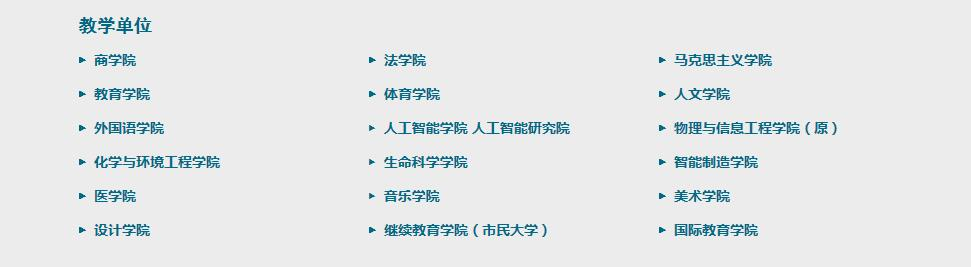 教学单位
商学院 法学院 马克思主义学院
教育学院 体育学院 人文学院
外国语学院 人工智能学院 人工智能研究院 物理与信息工程学院（原）
化学与环境工程学院 生命科学学院 智能制造学院
医学院 音乐学院 美术学院
设计学院 继续教育学院（市民大学） 国际教育学院